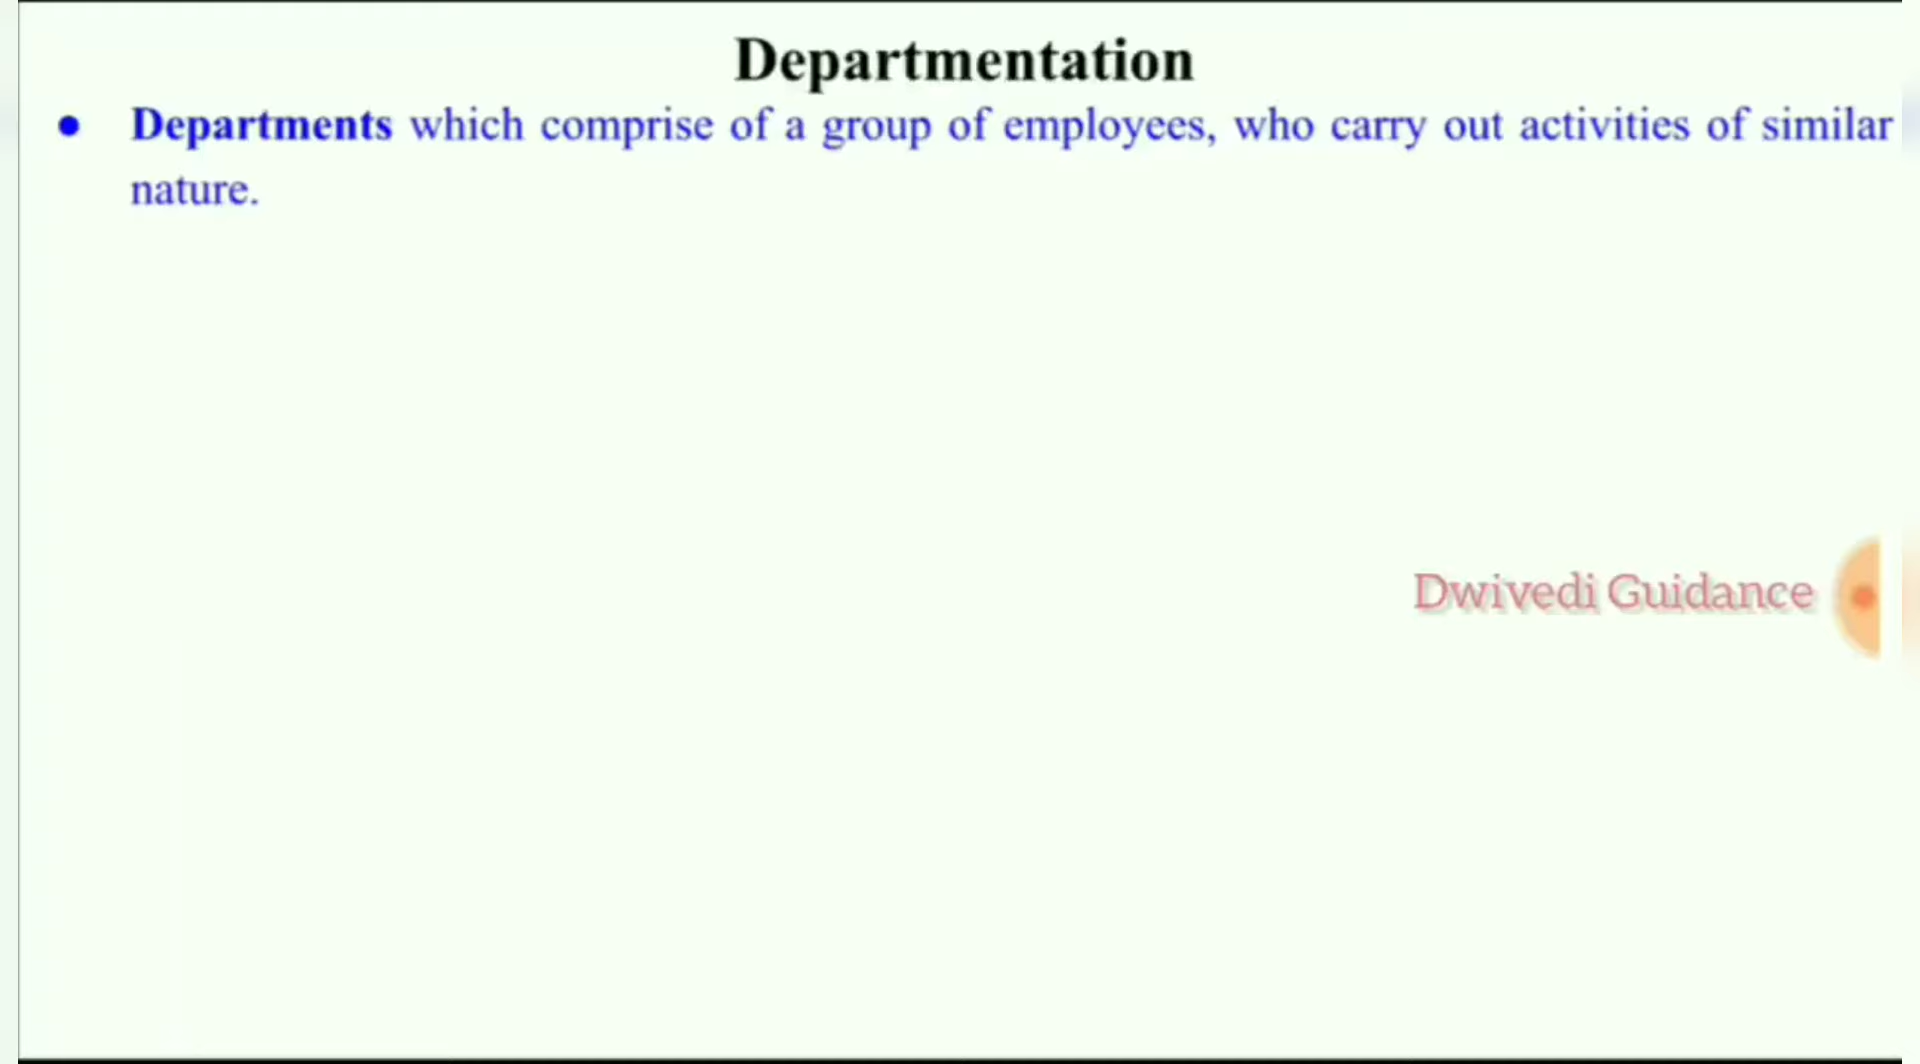 Departmentation
● Departments which comprise of a group of employees, who carry out activities of similar
nature.
Dwivedi Guidance